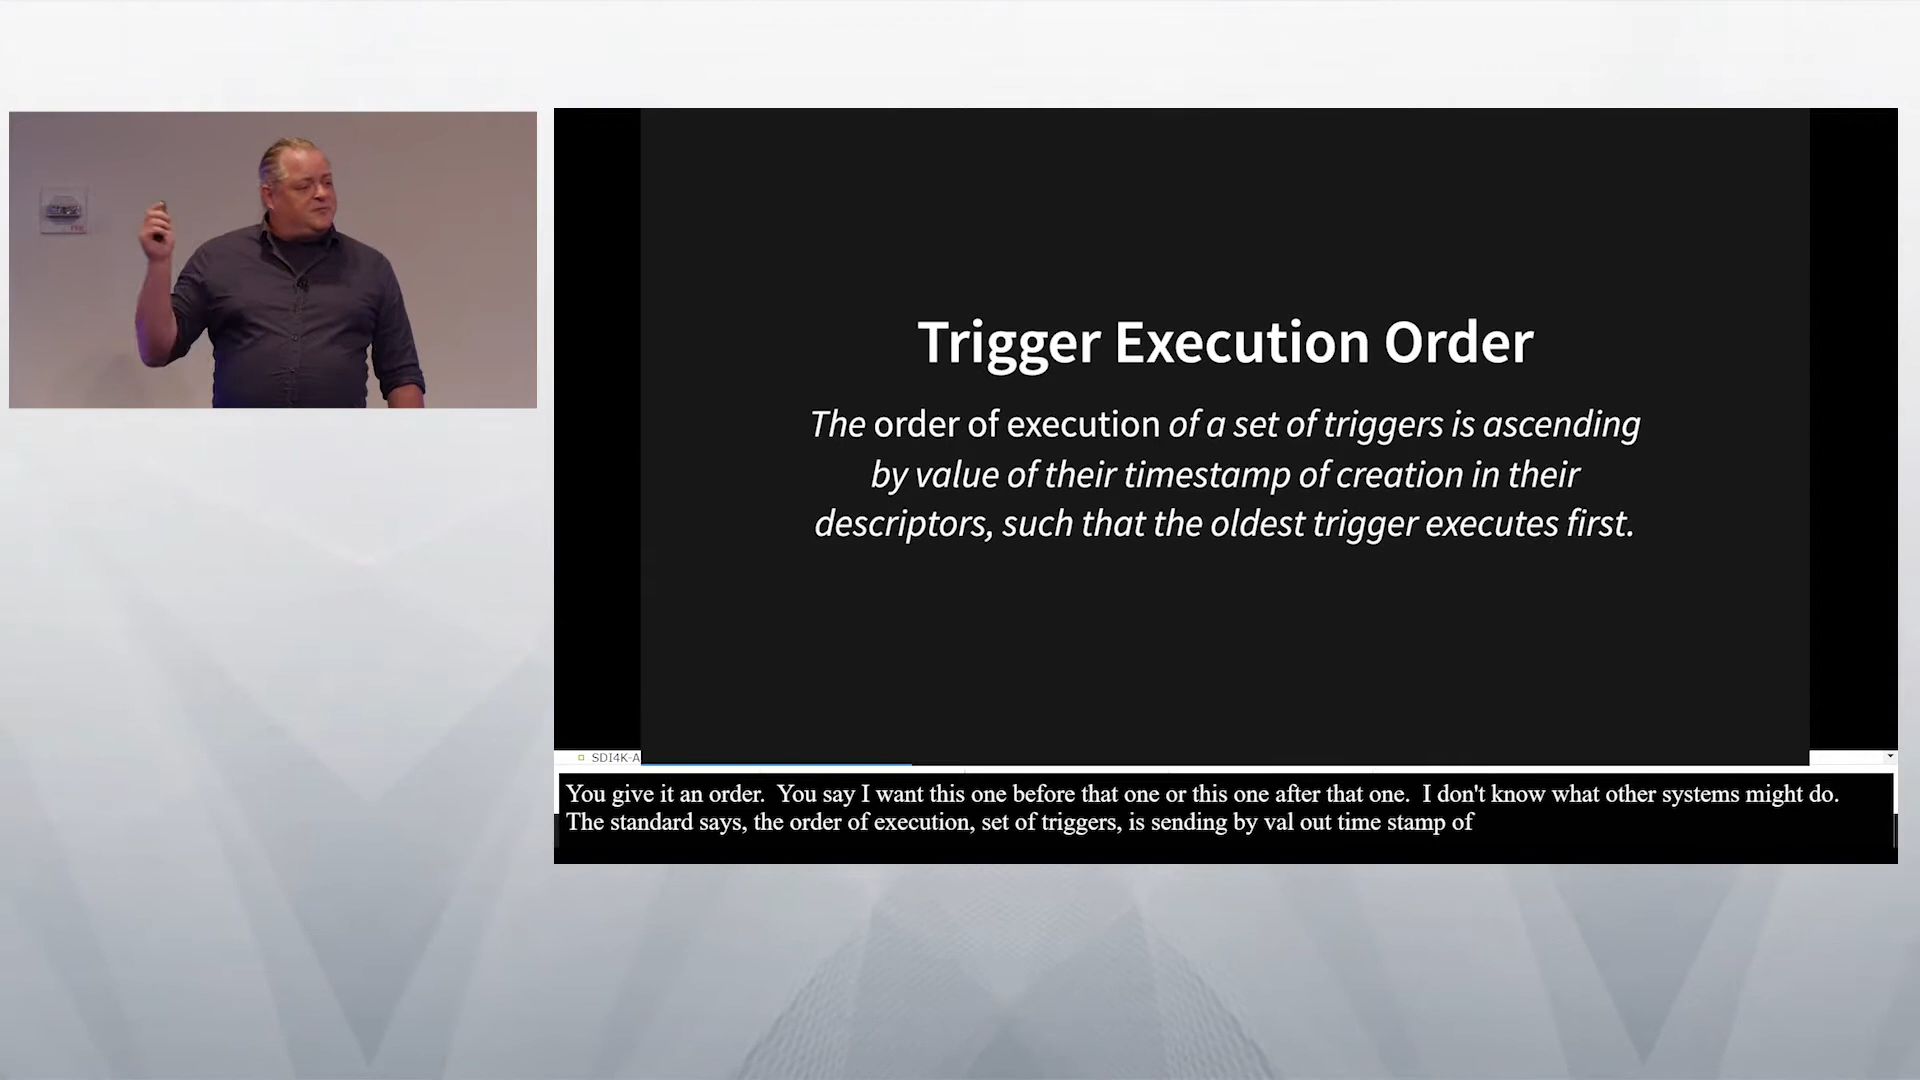 Trigger Execution Order
The order of execution of a set of triggers is ascending
by value of their timestamp of creation in their
descriptors, such that the oldest trigger executes first.
SDI4K-A
You give it an order.  You say I want this one before that one or this one after that one.  I don't know what other systems might do.
The standard says, the order of execution, set of triggers, is sending by val out time stamp of